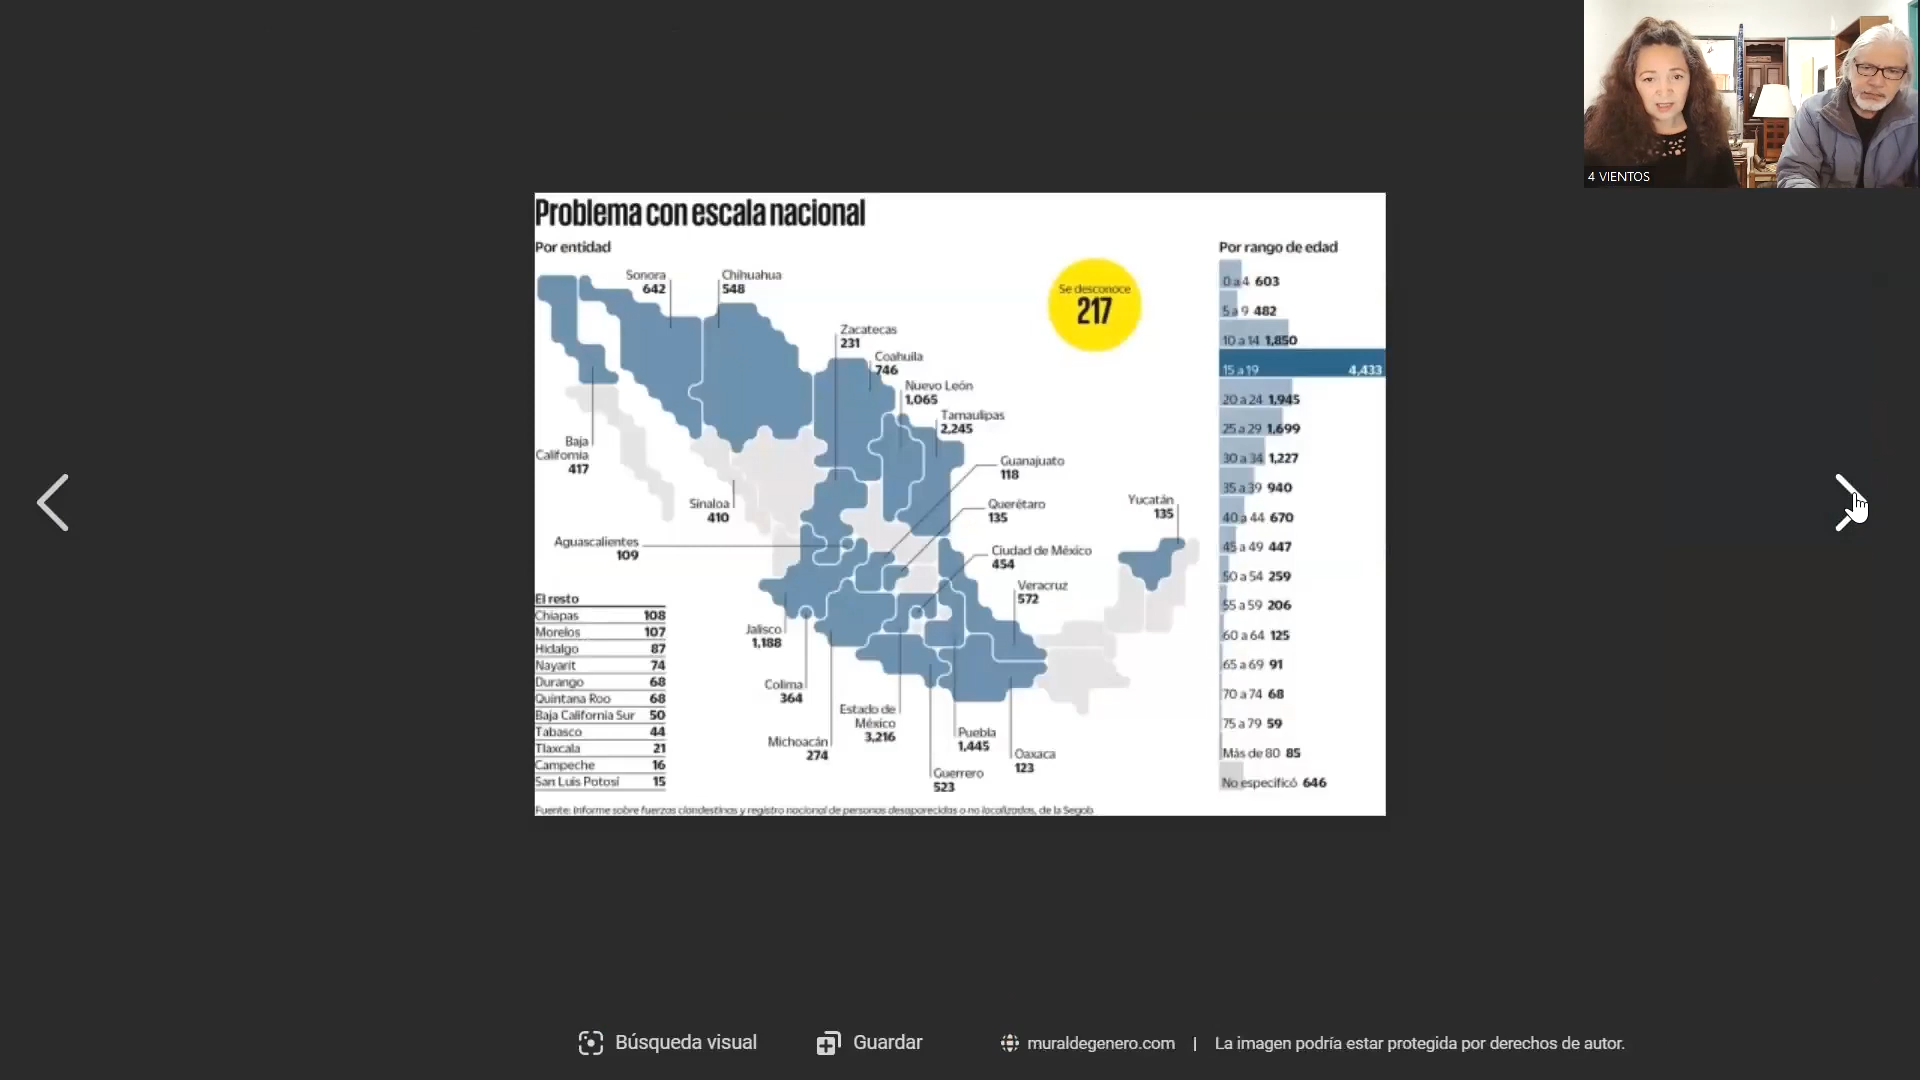 4 VIENTOS
Problema con escala nacional
Por entidad
Sonora
642
Chihuahua
548
Zacatecas
231
Coahuila
746
Nuevo León
1,065
Tamaulipas
2,245
Guanajuato
118
Querétaro
135
Ciudad de México
454
Veracruz
572
Yucatán
135
Se desconoce
217
Baja
California
417
Sinaloa
410
Aguascalientes
109
Jalisco
1,188
Colima
364
Michoacán
274
Estado de
México
3,216
Guerrero
523
Puebla
1,445
Oaxaca
123
El resto
Chiapas 108
Morelos 107
Hidalgo 87
Nayarit 74
Durango 68
Quintana Roo 68
Baja California Sur 50
Tabasco 44
Tlaxcala 21
Campeche 16
San Luis Potosí 15
Por rango de edad
0 a 4 603
5 a 9 482
10 a 14 1,850
15 a 19 4,433
20 a 24 1,945
25 a 29 1,699
30 a 34 1,227
35 a 39 940
40 a 44 670
45 a 49 447
50 a 54 259
55 a 59 206
60 a 64 125
65 a 69 91
70 a 74 68
75 a 79 59
Más de 80 85
No especificó 646
Fuente: Informe sobre fuerzas clandestinas y registro nacional de personas desaparecidas o no localizadas, de la Segob
Búsqueda visual
Guardar
muraldegenero.com | La imagen podría estar protegida por derechos de autor.